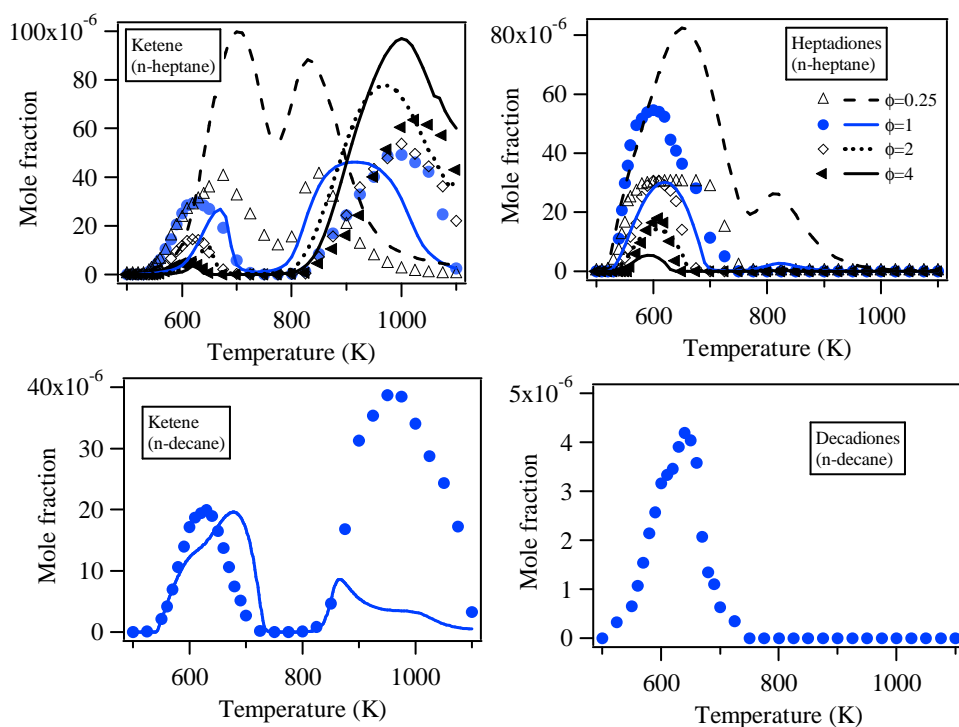 100x10⁻⁶
80
60
40
20
0
Mole fraction
600
800
1000
Temperature (K)
Ketene
(n-heptane)
80x10⁻⁶
60
40
20
0
Mole fraction
600
800
1000
Temperature (K)
Heptadiones
(n-heptane)
ϕ=0.25
ϕ=1
ϕ=2
ϕ=4
40x10⁻⁶
30
20
10
0
Mole fraction
600
800
1000
Temperature (K)
Ketene
(n-decane)
5x10⁻⁶
4
3
2
1
0
Mole fraction
600
800
1000
Temperature (K)
Decadiones
(n-decane)